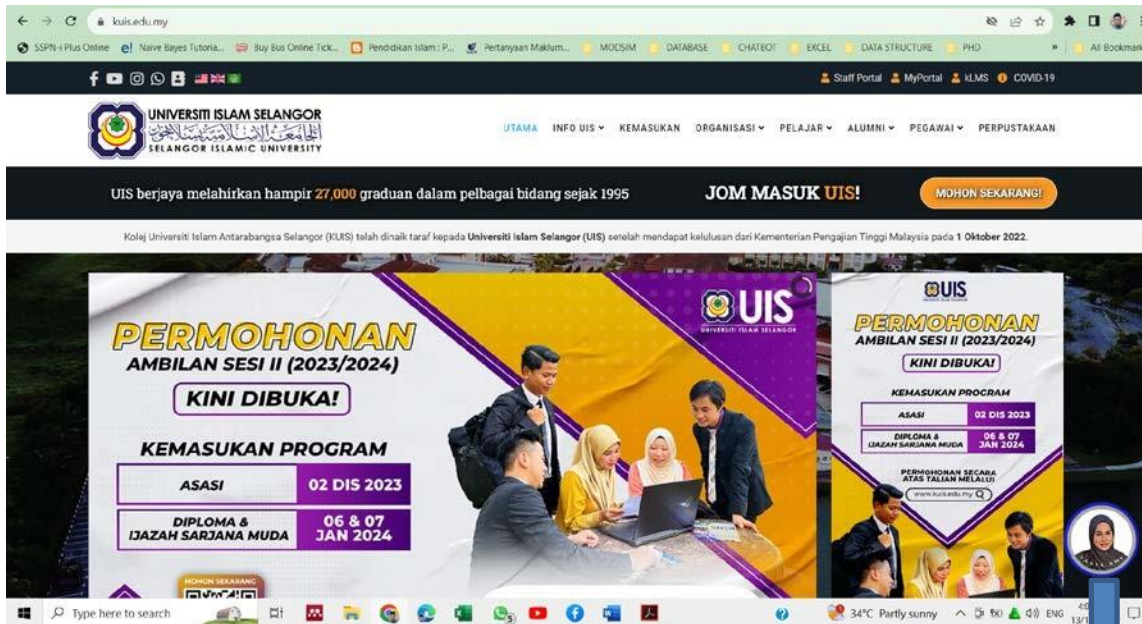 kuis.edu.my
SSPN-i Plus Online
Naive Bayes Tutoria...
Buy Bus Online Tick...
Pendidikan Islam : P...
Pertanyaan Maklum...
MODSIM
DATABASE
CHATBOT
EXCEL
DATA STRUCTURE
PHD
»
All Bookmark
Staff Portal
MyPortal
kLMS
COVID-19
UNIVERSITI ISLAM SELANGOR
SELANGOR ISLAMIC UNIVERSITY
UTAMA
INFO UIS
KEMASUKAN
ORGANISASI
PELAJAR
ALUMNI
PEGAWAI
PERPUSTAKAAN
UIS berjaya melahirkan hampir 27,000 graduan dalam pelbagai bidang sejak 1995
JOM MASUK UIS!
MOHON SEKARANG!
Kolej Universiti Islam Antarabangsa Selangor (KUIS) telah dinaik taraf kepada Universiti Islam Selangor (UIS) setelah mendapat kelulusan dari Kementerian Pengajian Tinggi Malaysia pada 1 Oktober 2022.
UIS
UNIVERSITI ISLAM SELANGOR
PERMOHONAN
AMBILAN SESI II (2023/2024)
KINI DIBUKA!
KEMASUKAN PROGRAM
ASASI
02 DIS 2023
DIPLOMA &
IJAZAH SARJANA MUDA
06 & 07
JAN 2024
MOHON SEKARANG
UIS
PERMOHONAN
AMBILAN SESI II (2023/2024)
KINI DIBUKA!
KEMASUKAN PROGRAM
ASASI
02 DIS 2023
DIPLOMA &
IJAZAH SARJANA MUDA
06 & 07
JAN 2024
PERMOHONAN SECARA
ATAS TALIAN MELALUI
www.kuis.edu.my
Type here to search
34°C Partly sunny
ENG